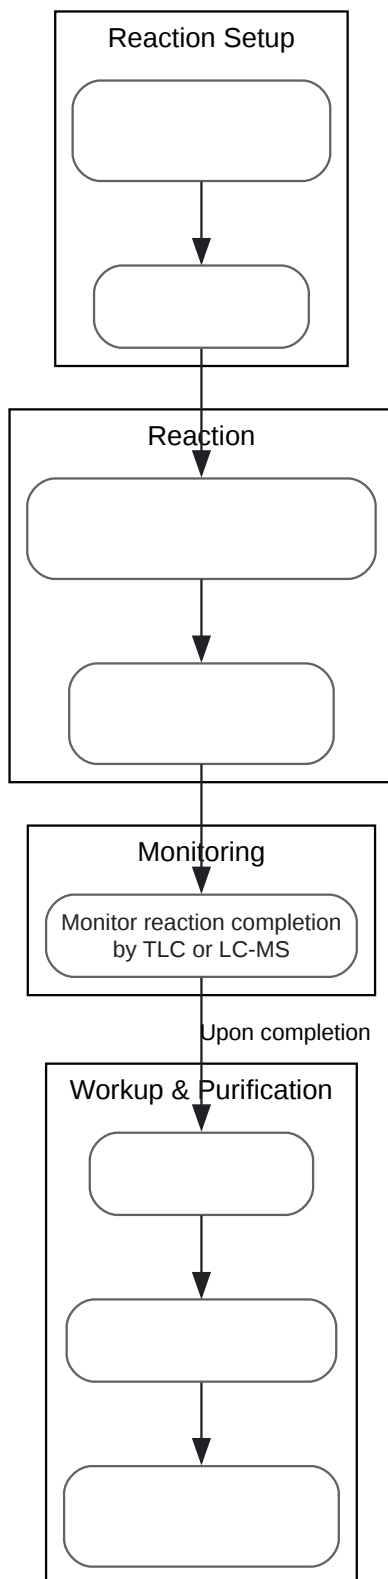 Reaction Setup
Reaction
Monitoring
Monitor reaction completion
by TLC or LC-MS
Upon completion
Workup & Purification